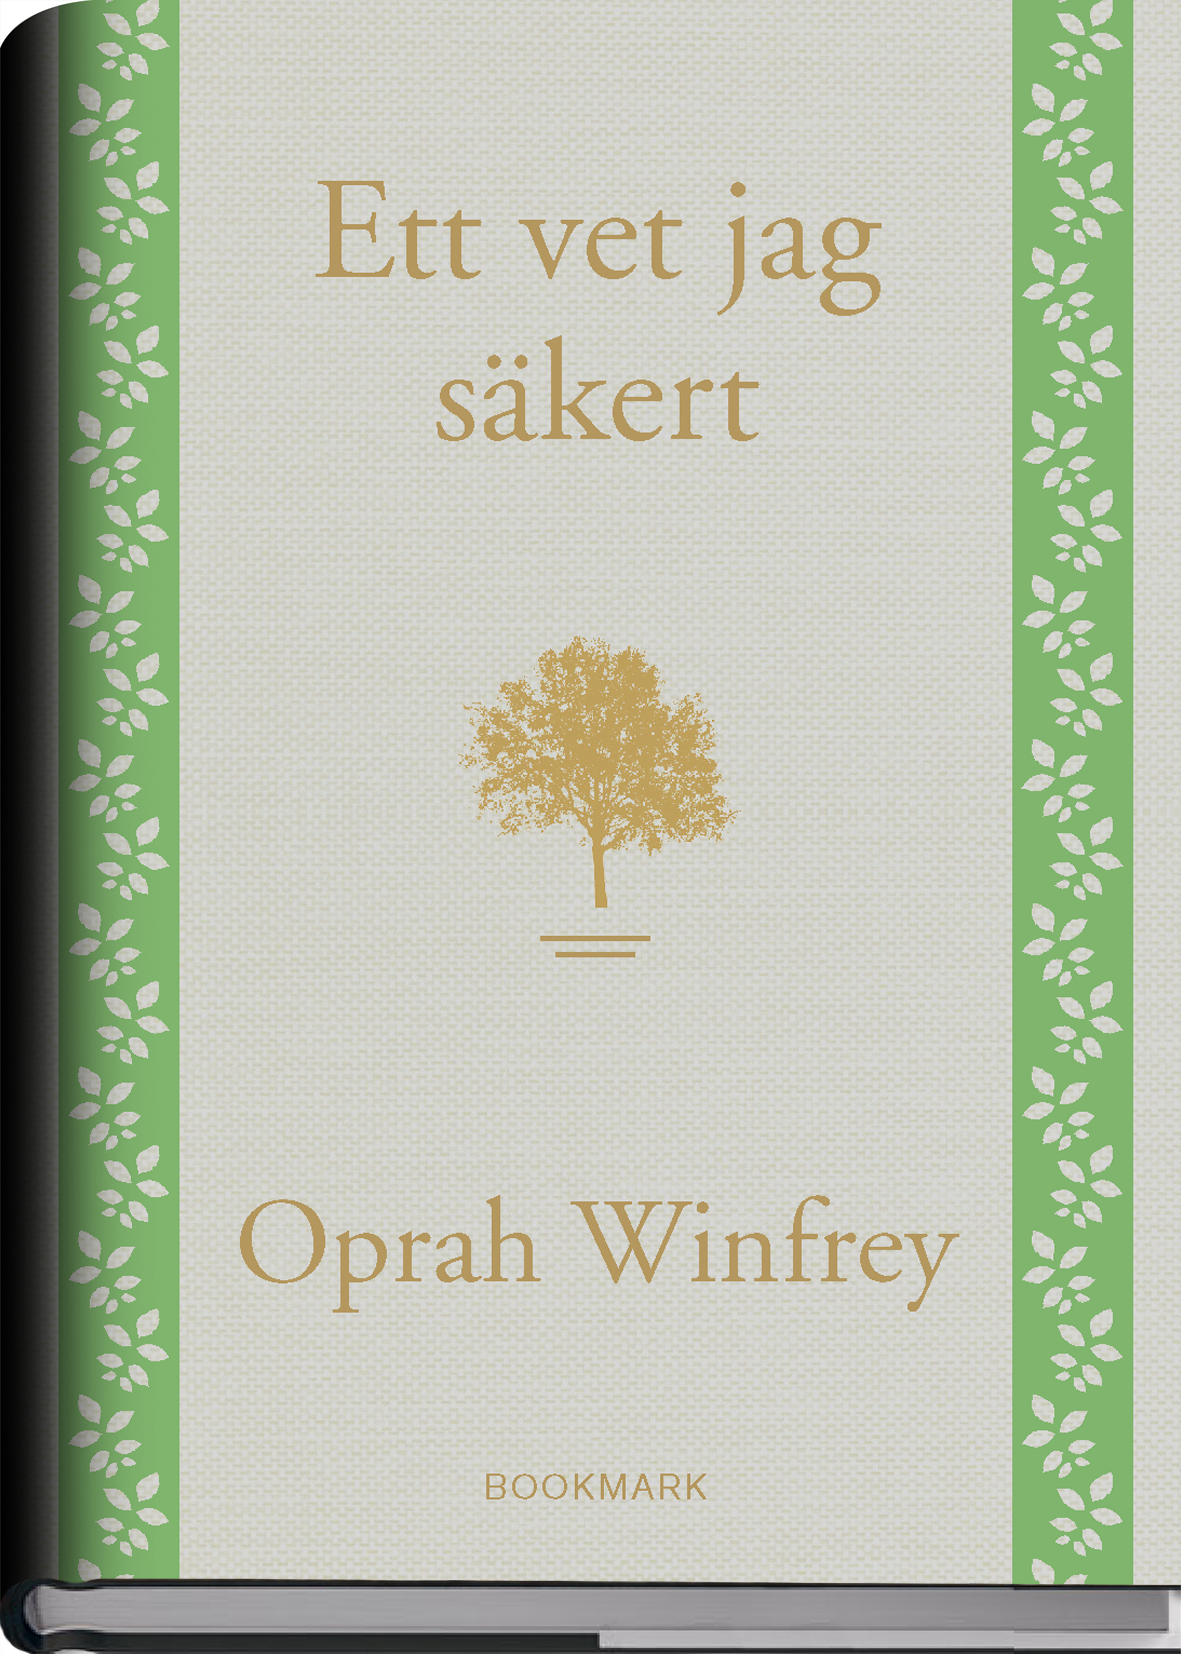 Ett vet jag
säkert
Oprah Winfrey
BOOKMARK